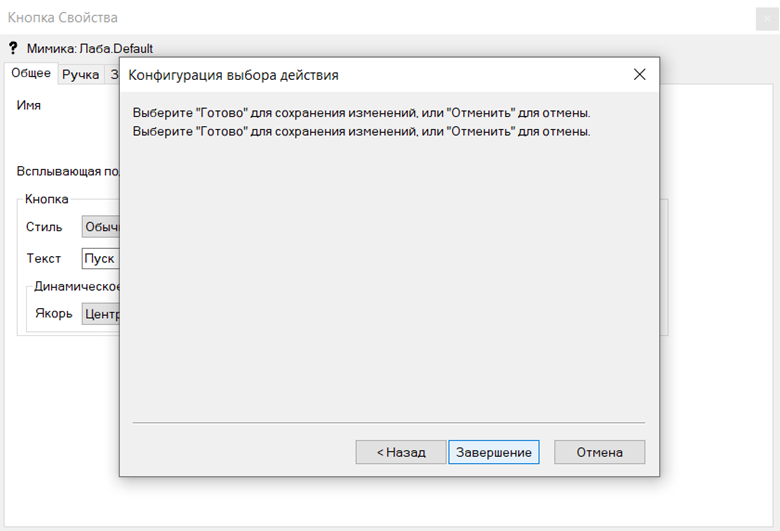 Кнопка Свойства
? Мимика: Лаба.Default
Общее Ручка З
Конфигурация выбора действия
Имя
Выберите "Готово" для сохранения изменений, или "Отменить" для отмены.
Выберите "Готово" для сохранения изменений, или "Отменить" для отмены.
Всплывающая по
Кнопка
Стиль Обыч
Текст Пуск
Динамическое
Якорь Центр
< Назад Завершение Отмена